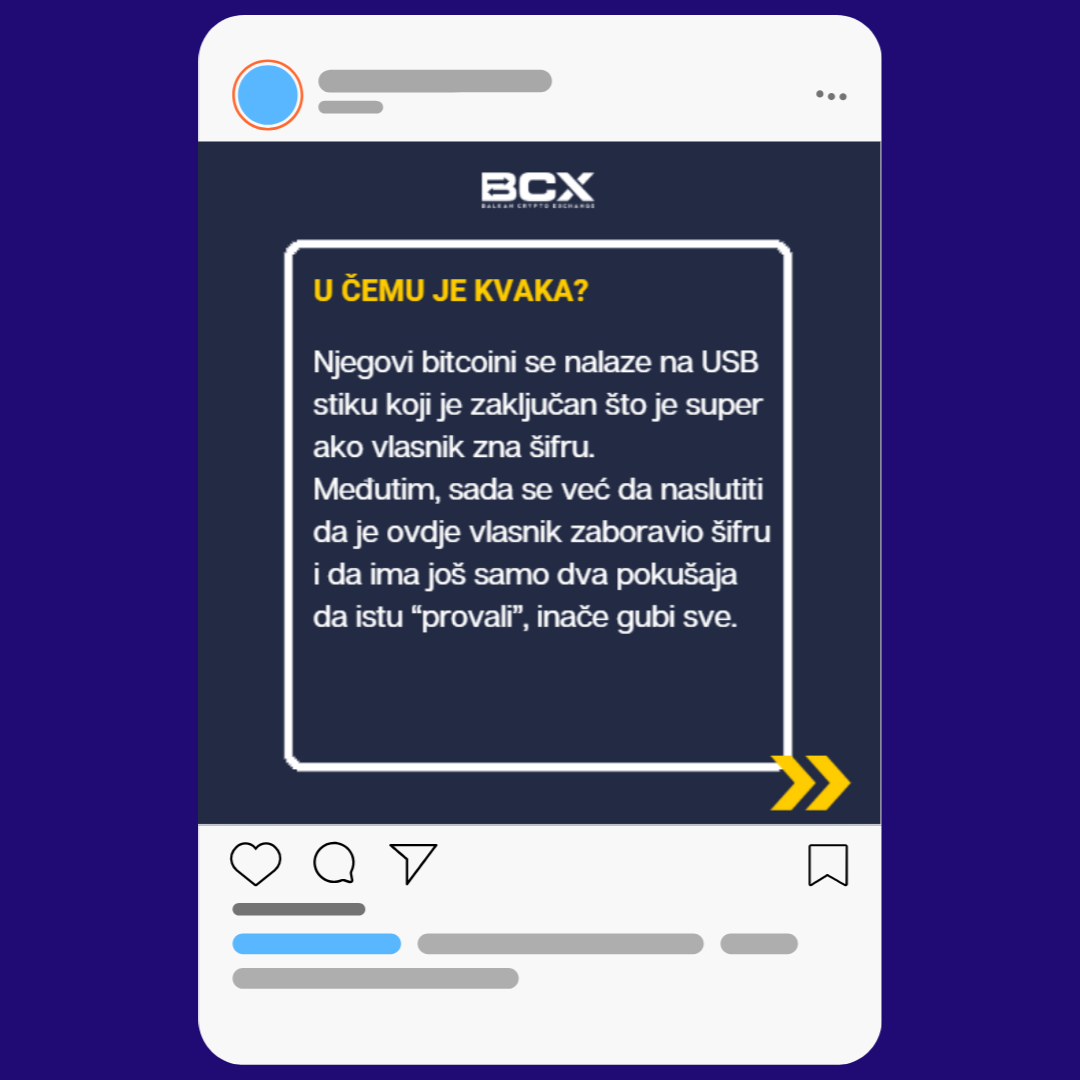 BCX
BALKAN CRYPTO EXCHANGE
U ČEMU JE KVAKA?
Njegovi bitcoini se nalaze na USB
stiku koji je zaključan što je super
ako vlasnik zna šifru.
Međutim, sada se već da naslutiti
da je ovdje vlasnik zaboravio šifru
i da ima još samo dva pokušaja
da istu “provali”, inače gubi sve.